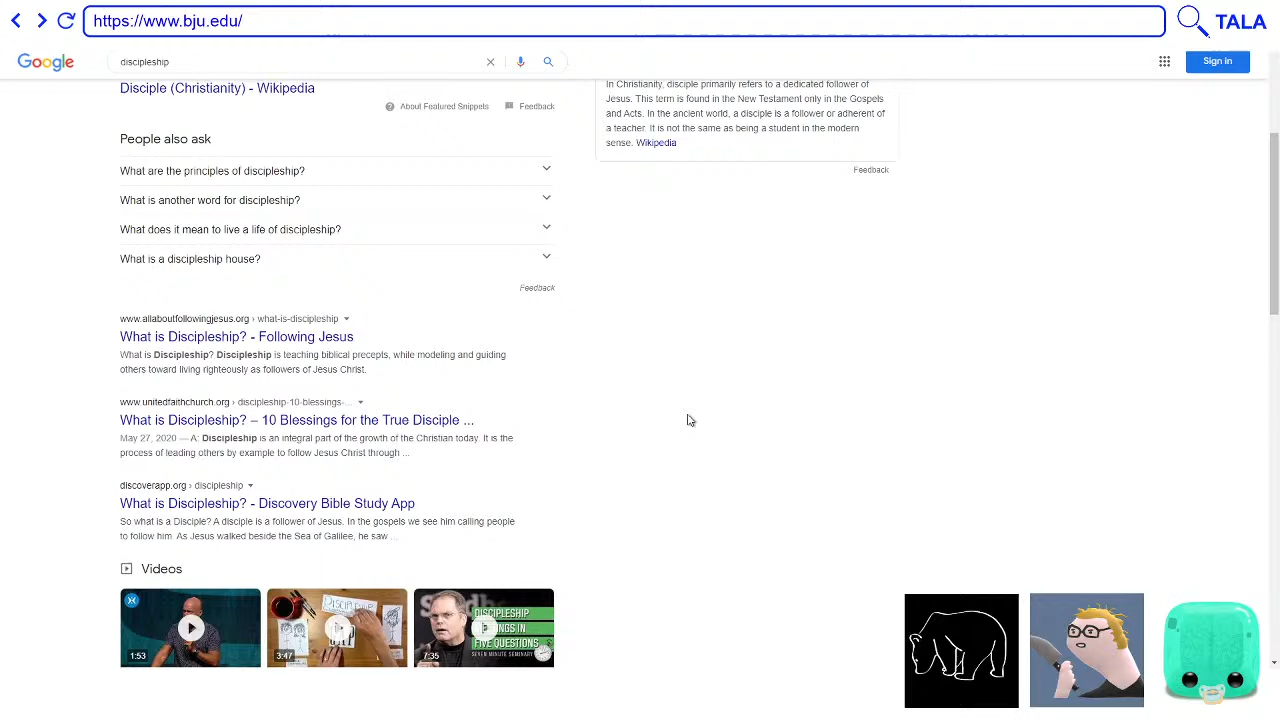 https://www.bju.edu/
TALA
Google
discipleship
Sign in
Disciple (Christianity) - Wikipedia
About Featured Snippets
Feedback
In Christianity, disciple primarily refers to a dedicated follower of
Jesus. This term is found in the New Testament only in the Gospels
and Acts. In the ancient world, a disciple is a follower or adherent of
a teacher. It is not the same as being a student in the modern
sense. Wikipedia
Feedback
People also ask
What are the principles of discipleship?
What is another word for discipleship?
What does it mean to live a life of discipleship?
What is a discipleship house?
Feedback
www.allaboutfollowingjesus.org › what-is-discipleship
What is Discipleship? - Following Jesus
What is Discipleship? Discipleship is teaching biblical precepts, while modeling and guiding
others toward living righteously as followers of Jesus Christ.
www.unitedfaithchurch.org › discipleship-10-blessings-...
What is Discipleship? – 10 Blessings for the True Disciple ...
May 27, 2020 — A: Discipleship is an integral part of the growth of the Christian today. It is the
process of leading others by example to follow Jesus Christ through ...
discoverapp.org › discipleship
What is Discipleship? - Discovery Bible Study App
So what is a Disciple? A disciple is a follower of Jesus. In the gospels we see him calling people
to follow him. As Jesus walked beside the Sea of Galilee, he saw ...
Videos
1:53
3:47
DISCIPLESHIP
FIVE QUESTIONS
SEVEN MINUTE SEMINARY
7:35